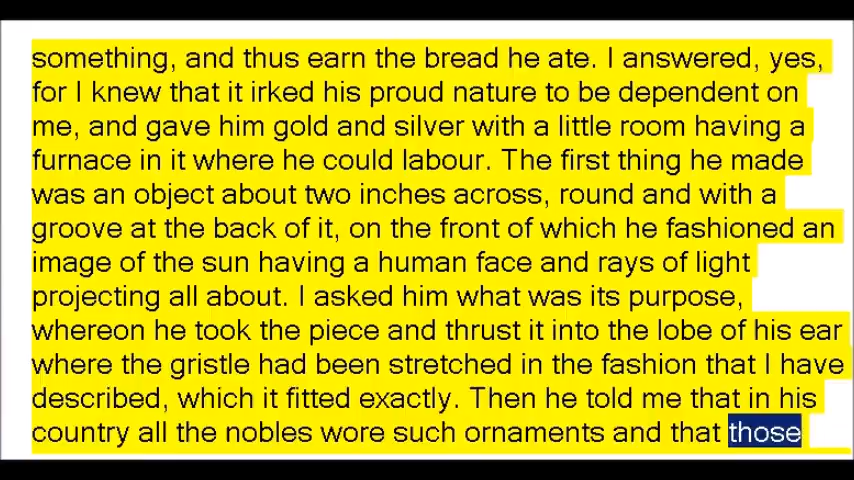 something, and thus earn the bread he ate. I answered, yes,
for I knew that it irked his proud nature to be dependent on
me, and gave him gold and silver with a little room having a
furnace in it where he could labour. The first thing he made
was an object about two inches across, round and with a
groove at the back of it, on the front of which he fashioned an
image of the sun having a human face and rays of light
projecting all about. I asked him what was its purpose,
whereon he took the piece and thrust it into the lobe of his ear
where the gristle had been stretched in the fashion that I have
described, which it fitted exactly. Then he told me that in his
country all the nobles wore such ornaments and that those